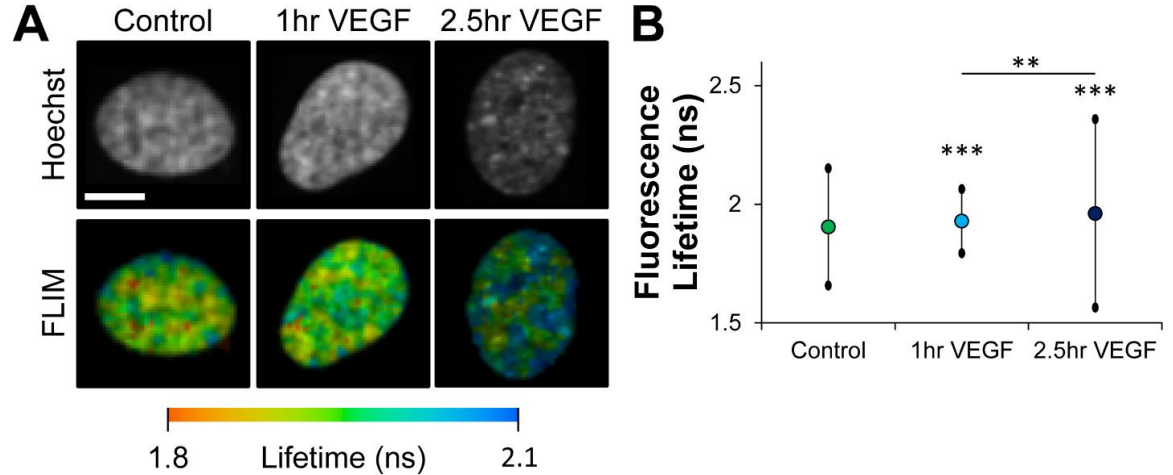 A
Control
1hr VEGF
2.5hr VEGF
Hoechst
FLIM
1.8
Lifetime (ns)
2.1
B
Fluorescence
Lifetime (ns)
2.5
2
1.5
***
**
***
Control
1hr VEGF
2.5hr VEGF